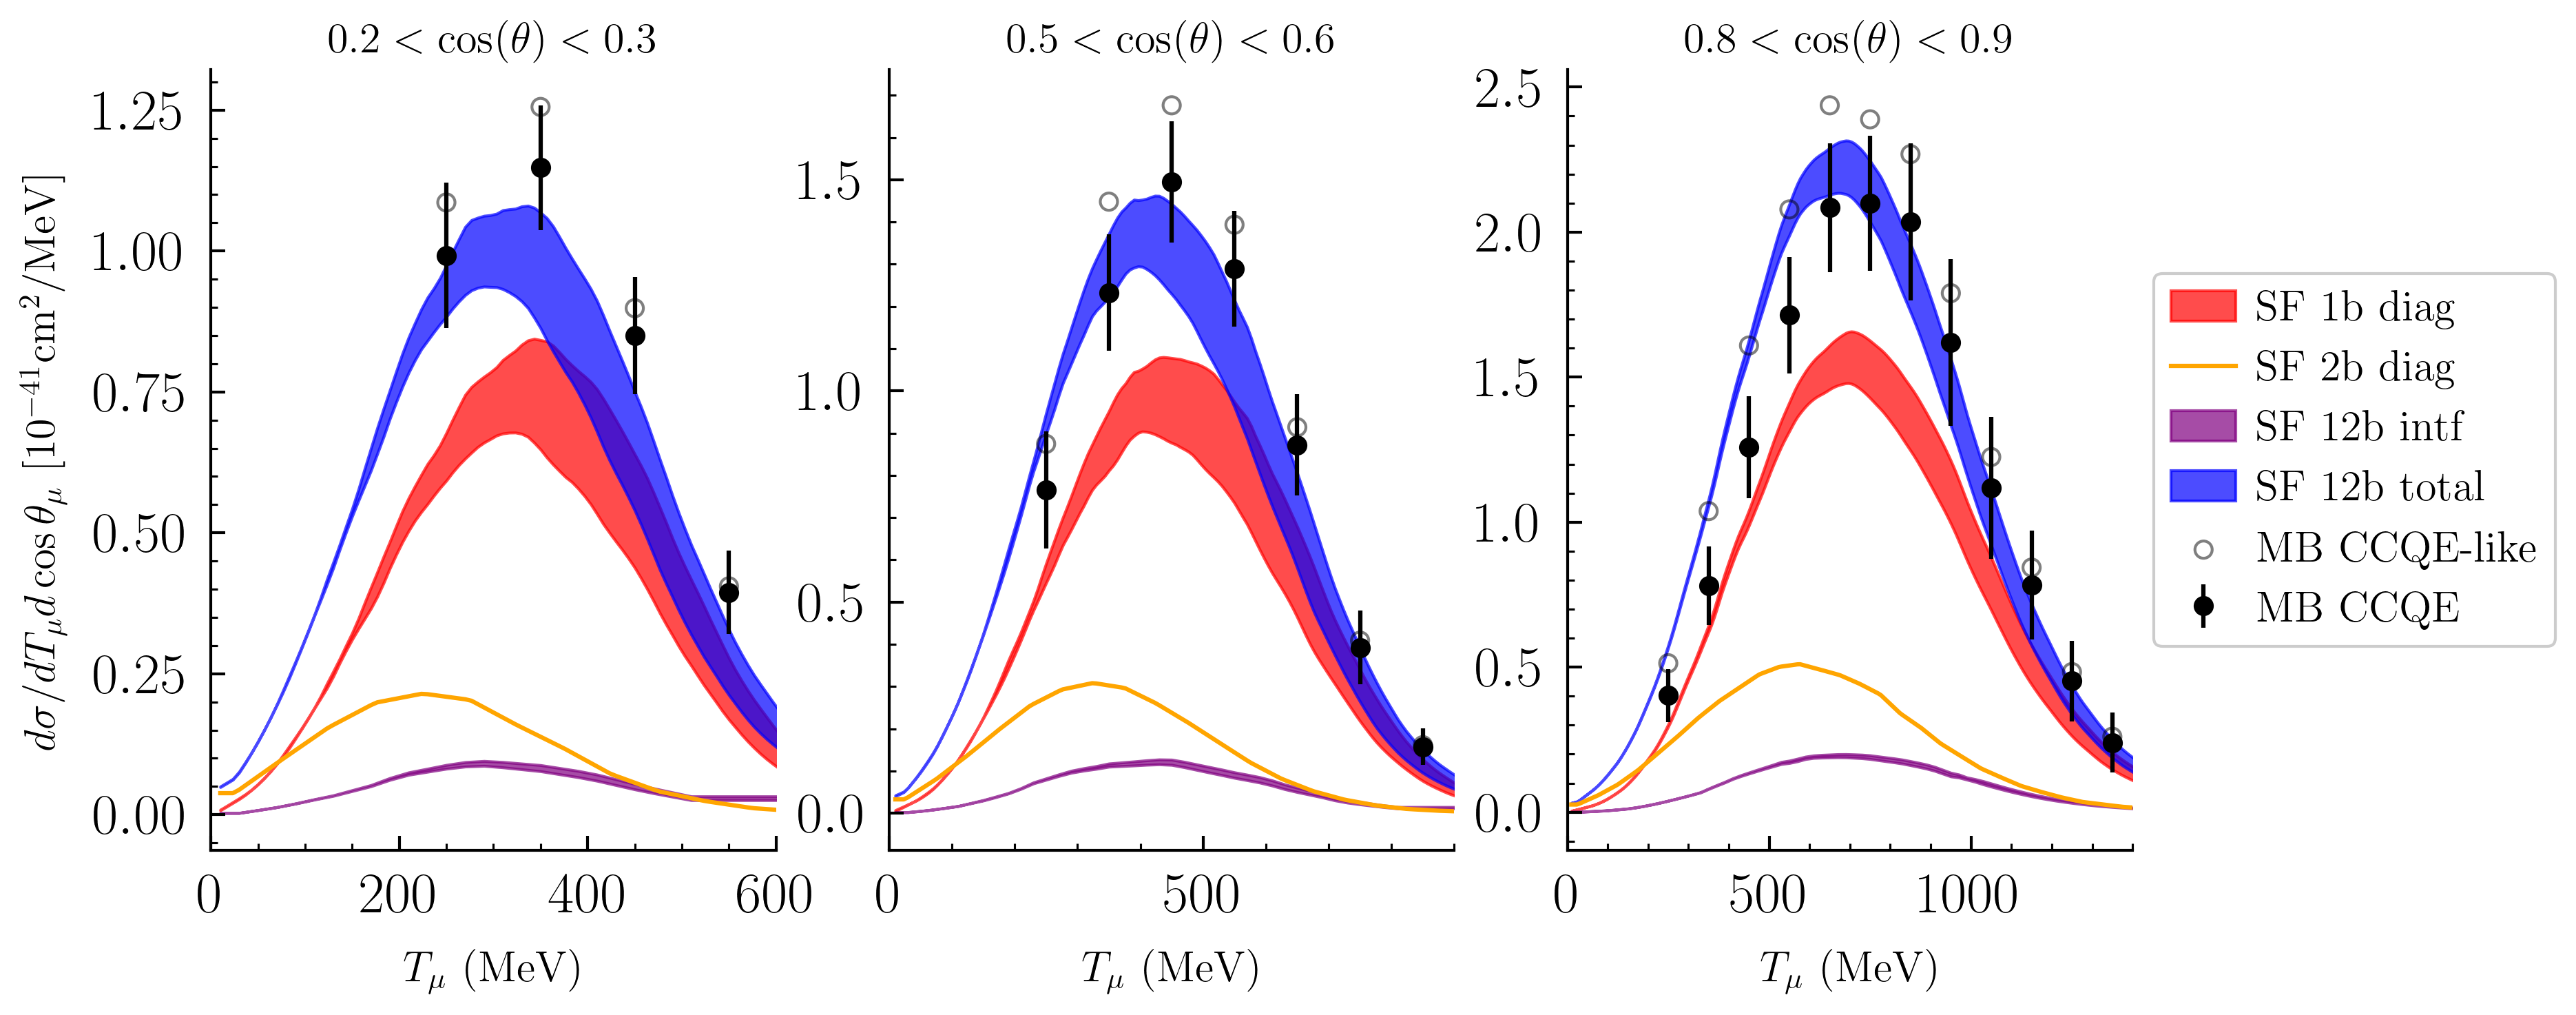 0.2 < cos(θ) < 0.3
0.5 < cos(θ) < 0.6
0.8 < cos(θ) < 0.9
dσ/dT_μ d cos θ_μ [10^{-41}cm^2/MeV]
1.25
1.00
0.75
0.50
0.25
0.00
0
200
400
600
T_μ (MeV)
1.5
1.0
0.5
0.0
0
500
T_μ (MeV)
2.5
2.0
1.5
1.0
0.5
0.0
0
500
1000
T_μ (MeV)
SF 1b diag
SF 2b diag
SF 12b intf
SF 12b total
MB CCQE-like
MB CCQE